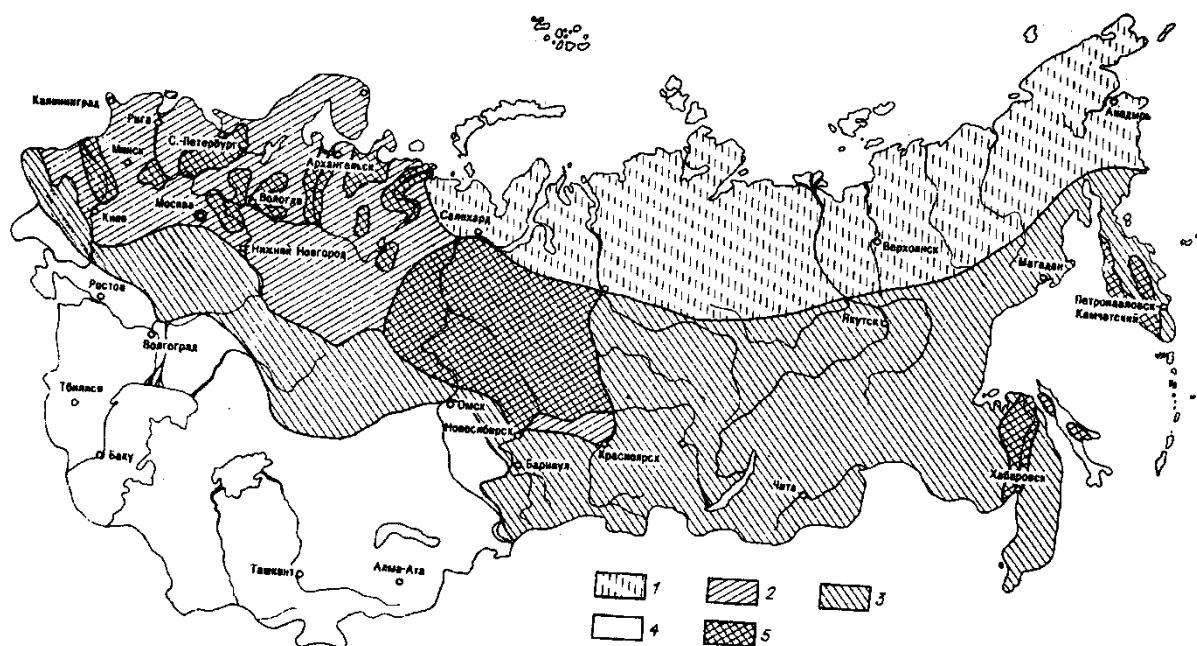 Калининград
Рига
С.-Петербург
Минск
Архангельск
Вологда
Москва
Киев
Нижний Новгород
Салехард
Анадырь
Верхоянск
Магадан
Якутск
Петропавловск-
Камчатский
Ростов
Волгоград
Тбилиси
Баку
Омск
Новосибирск
Барнаул
Красноярск
Чита
Хабаровск
Ташкент
Алма-Ата
1
2
3
4
5